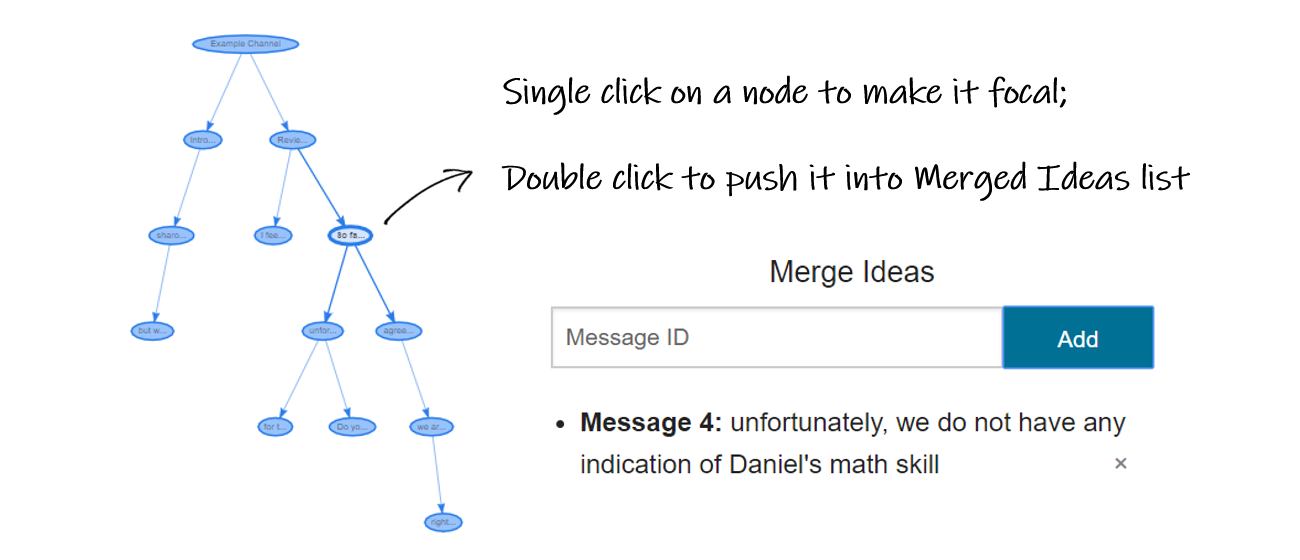 Example Channel
Single click on a node to make it focal;
Intro...
Revie...
Double click to push it into Merged Ideas list
sharo...
I fee...
So fa...
Merge Ideas
but w...
unfor...
agree...
Message ID
Add
for t...
Do yo...
we ar...
• Message 4: unfortunately, we do not have any
indication of Daniel's math skill ×
right...